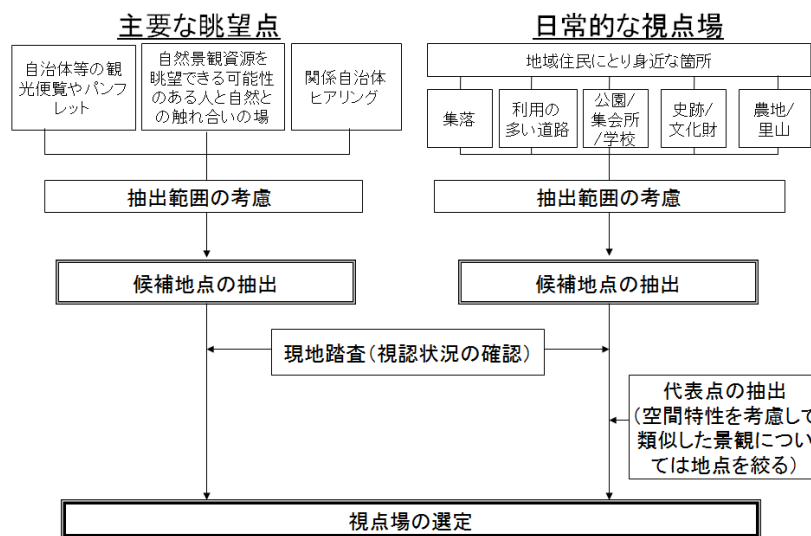 主要な眺望点
日常的な視点場
自治体等の観
光便覧やパンフ
レット
自然景観資源を
眺望できる可能性
のある人と自然と
の触れ合いの場
関係自治体
ヒアリング
地域住民にとり身近な箇所
集落
利用の
多い道路
公園/
集会所
/学校
史跡/
文化財
農地/
里山
抽出範囲の考慮
抽出範囲の考慮
候補地点の抽出
候補地点の抽出
現地踏査(視認状況の確認)
代表点の抽出
(空間特性を考慮して
類似した景観につい
ては地点を絞る)
視点場の選定